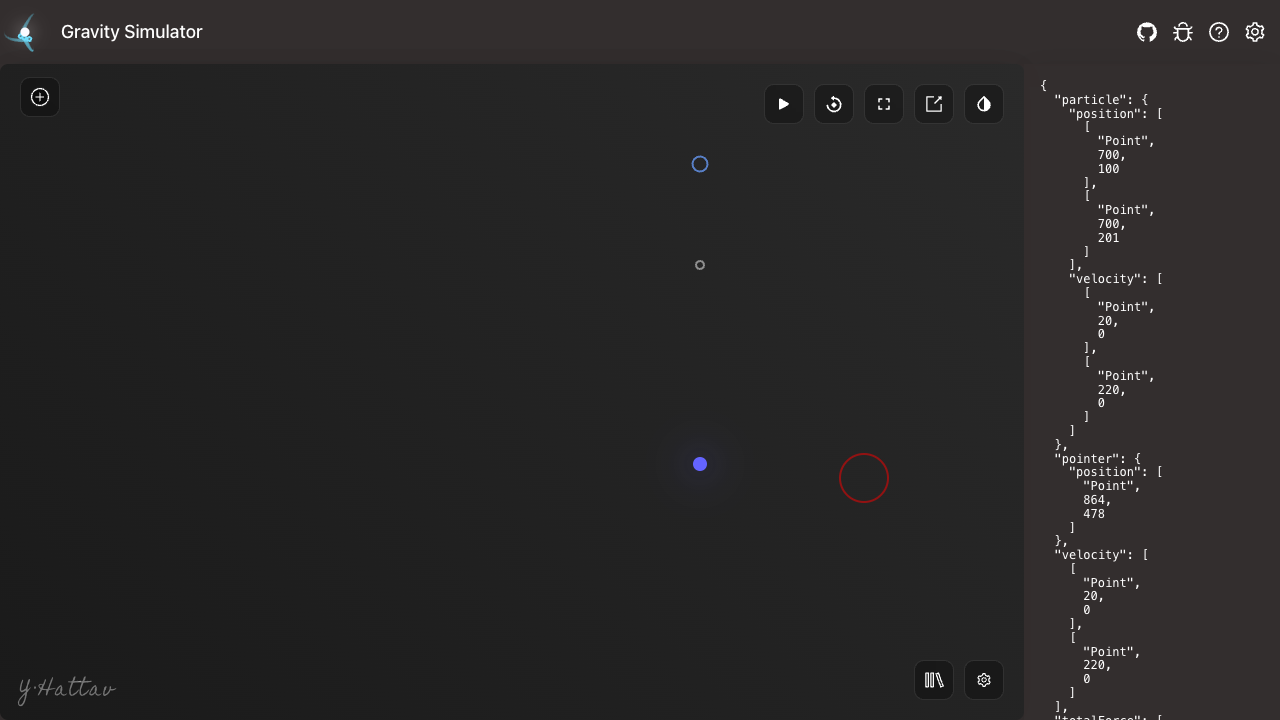 Gravity Simulator
{
"particle": {
"position": [
[
"Point",
700,
100
],
[
"Point",
700,
201
]
],
"velocity": [
[
"Point",
20,
0
],
[
"Point",
220,
0
]
]
},
"pointer": {
"position": [
"Point",
864,
478
]
},
"velocity": [
[
"Point",
20,
0
],
[
"Point",
220,
0
]
],
"totalForce": [
Y·Hattav